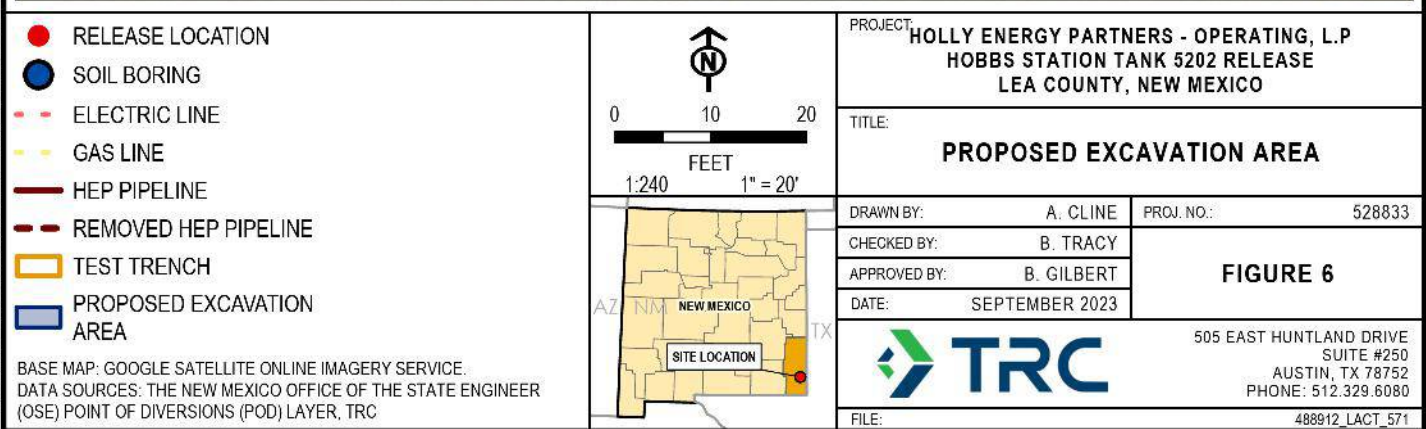 RELEASE LOCATION
SOIL BORING
ELECTRIC LINE
GAS LINE
HEP PIPELINE
REMOVED HEP PIPELINE
TEST TRENCH
PROPOSED EXCAVATION
AREA
BASE MAP: GOOGLE SATELLITE ONLINE IMAGERY SERVICE.
DATA SOURCES: THE NEW MEXICO OFFICE OF THE STATE ENGINEER
(OSE) POINT OF DIVERSIONS (POD) LAYER, TRC
N
0 10 20
FEET
1:240 1" = 20'
AZ NM NEW MEXICO
TX
SITE LOCATION
PROJECT: HOLLY ENERGY PARTNERS - OPERATING, L.P
HOBBS STATION TANK 5202 RELEASE
LEA COUNTY, NEW MEXICO
TITLE:
PROPOSED EXCAVATION AREA
DRAWN BY: A. CLINE PROJ. NO.: 528833
CHECKED BY: B. TRACY
APPROVED BY: B. GILBERT
DATE: SEPTEMBER 2023
FIGURE 6
TRC
505 EAST HUNTLAND DRIVE
SUITE #250
AUSTIN, TX 78752
PHONE: 512.329.6080
FILE: 488912_LACT_571